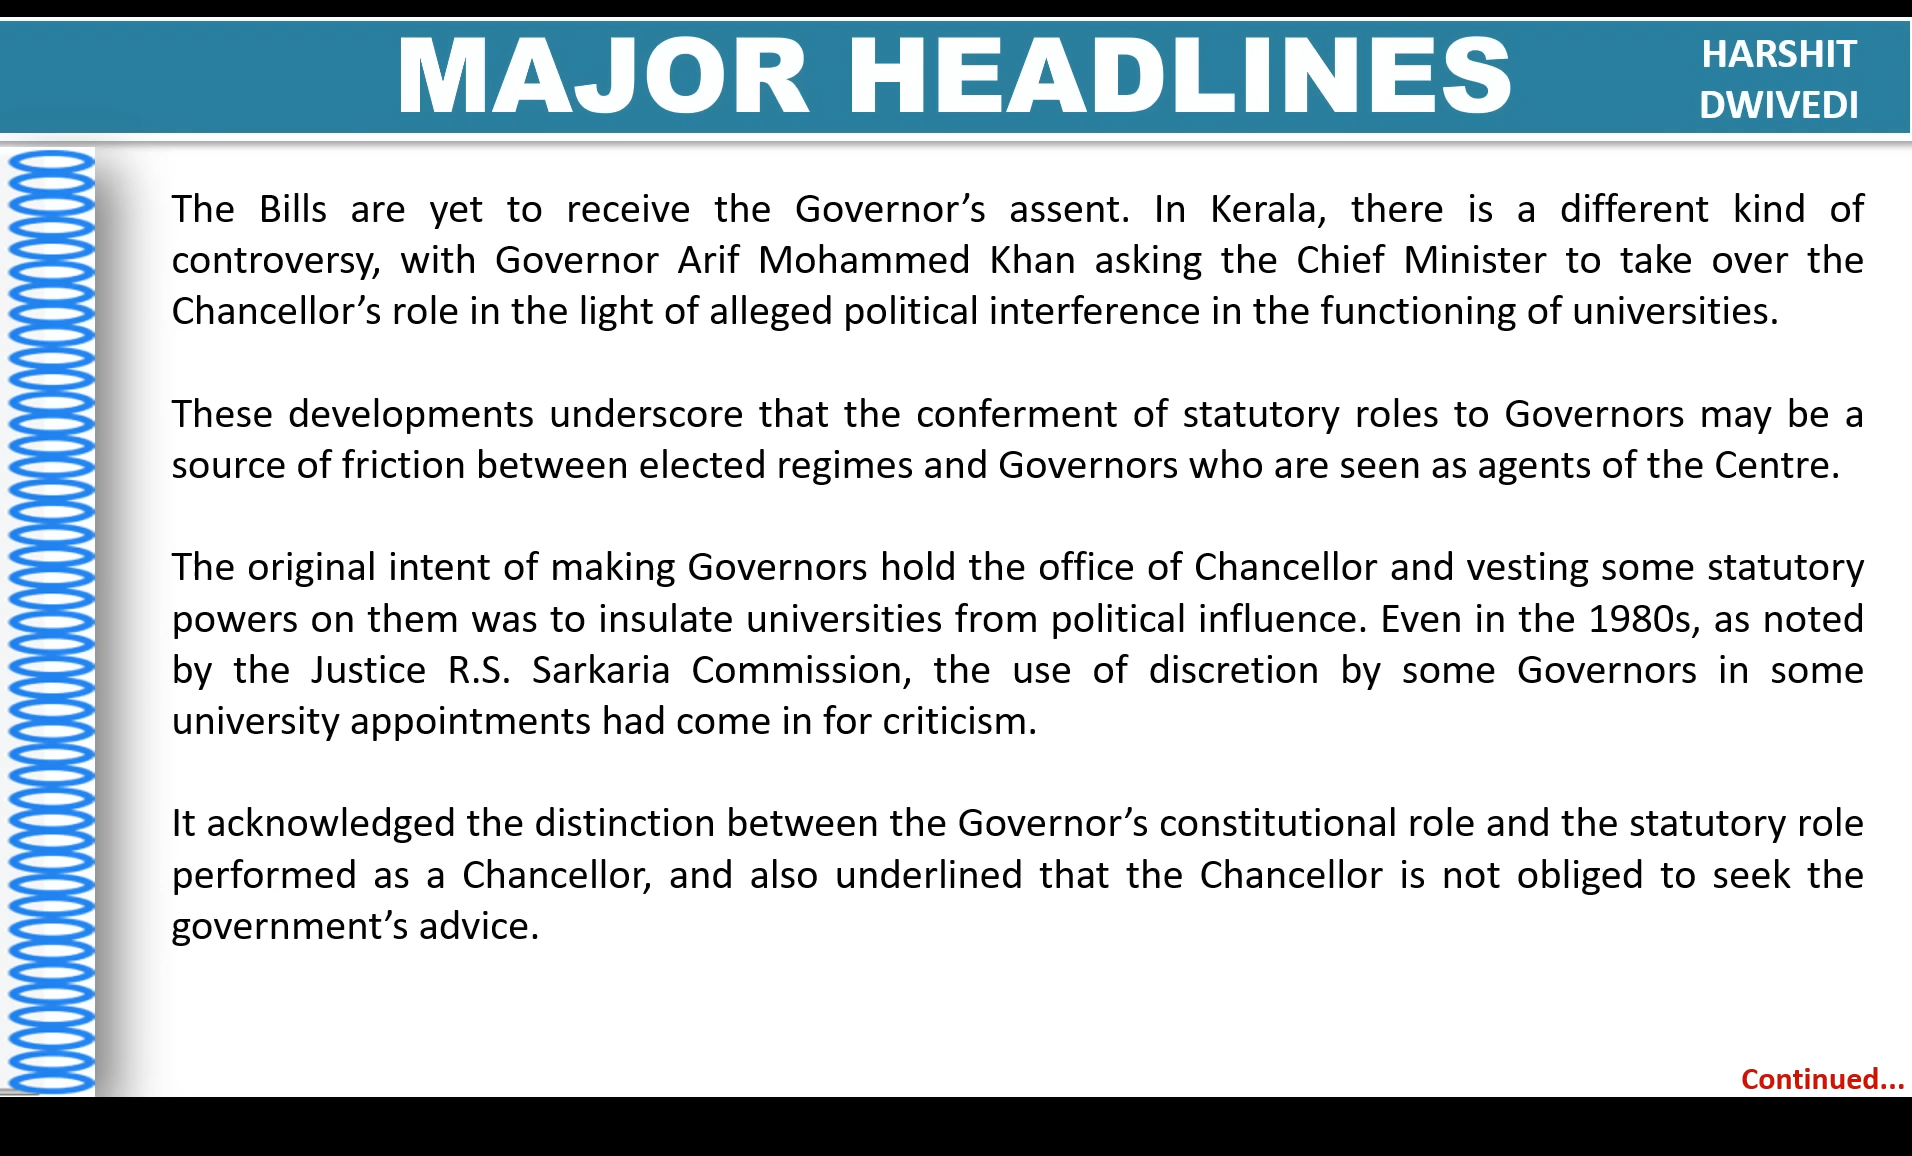 MAJOR HEADLINES
HARSHIT
DWIVEDI
The Bills are yet to receive the Governor’s assent. In Kerala, there is a different kind of
controversy, with Governor Arif Mohammed Khan asking the Chief Minister to take over the
Chancellor’s role in the light of alleged political interference in the functioning of universities.
These developments underscore that the conferment of statutory roles to Governors may be a
source of friction between elected regimes and Governors who are seen as agents of the Centre.
The original intent of making Governors hold the office of Chancellor and vesting some statutory
powers on them was to insulate universities from political influence. Even in the 1980s, as noted
by the Justice R.S. Sarkaria Commission, the use of discretion by some Governors in some
university appointments had come in for criticism.
It acknowledged the distinction between the Governor’s constitutional role and the statutory role
performed as a Chancellor, and also underlined that the Chancellor is not obliged to seek the
government’s advice.
Continued...